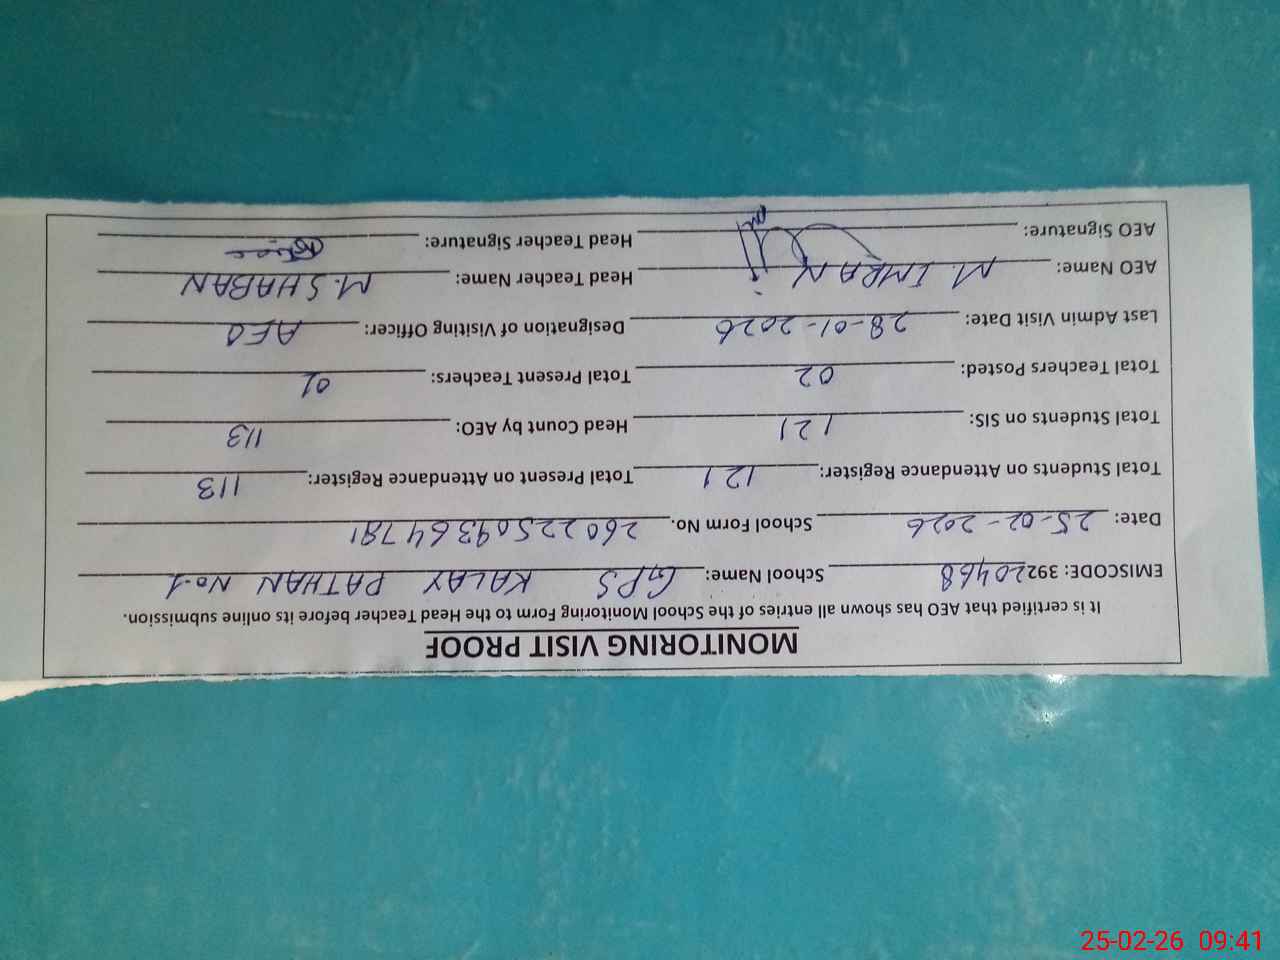 MONITORING VISIT PROOF
It is certified that AEO has shown all entries of the School Monitoring Form to the Head Teacher before its online submission.
EMISCODE: 39220468 School Name: GPS KALAY PATHAN No-1
Date: 25-02-2026 School Form No. 26022509364781
Total Students on Attendance Register: 121 Total Present on Attendance Register: 113
Total Students on SIS: 121 Head Count by AEO: 113
Total Teachers Posted: 02 Total Present Teachers: 02
Last Admin Visit Date: 28-01-2026 Designation of Visiting Officer: AEO
AEO Name: M. IMRAN Head Teacher Name: M. SHABAN
AEO Signature: Head Teacher Signature:
25-02-26 09:41